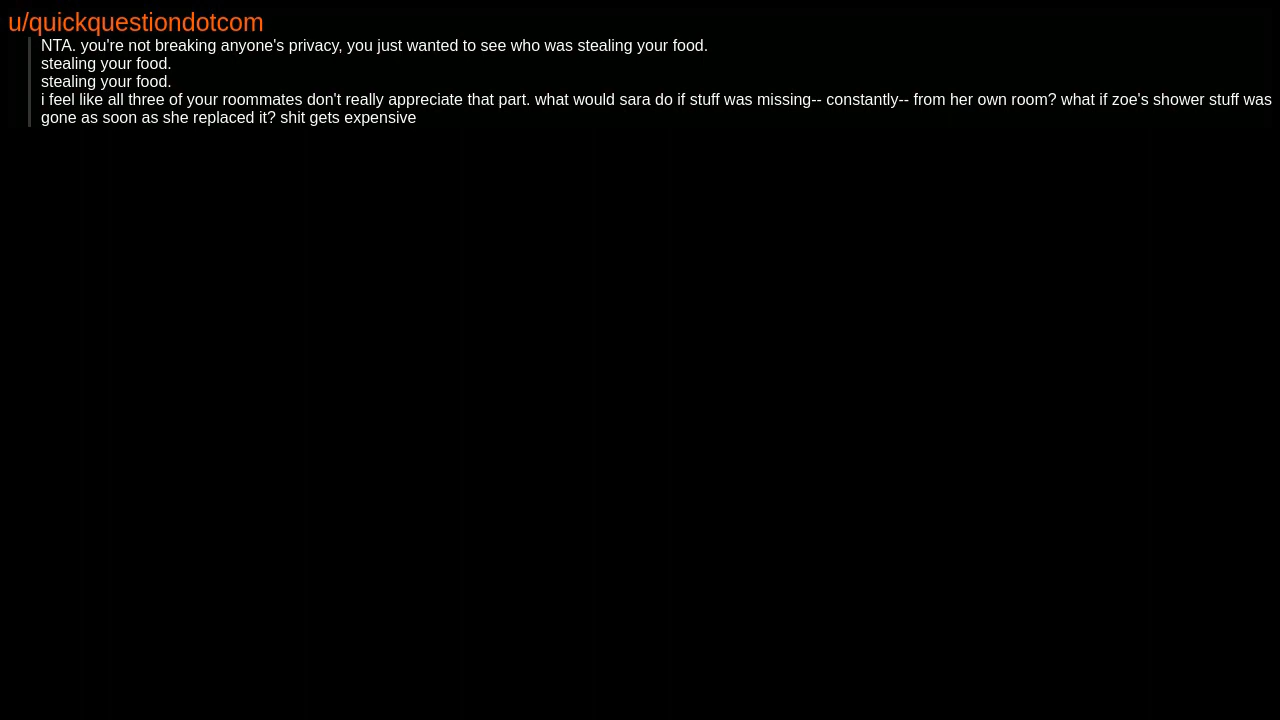 u/quickquestiondotcom
NTA. you're not breaking anyone's privacy, you just wanted to see who was stealing your food.
stealing your food.
stealing your food.
i feel like all three of your roommates don't really appreciate that part. what would sara do if stuff was missing-- constantly-- from her own room? what if zoe's shower stuff was
gone as soon as she replaced it? shit gets expensive